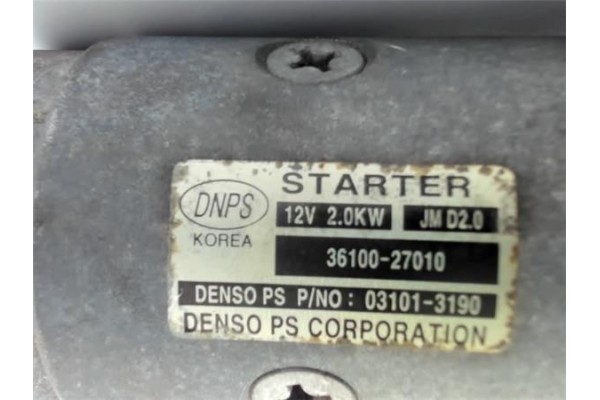 STARTER
DNPS
12V 2.0KW JM D2.0
KOREA
36100-27010
DENSO PS P/NO: 03101-3190
DENSO PS CORPORATION